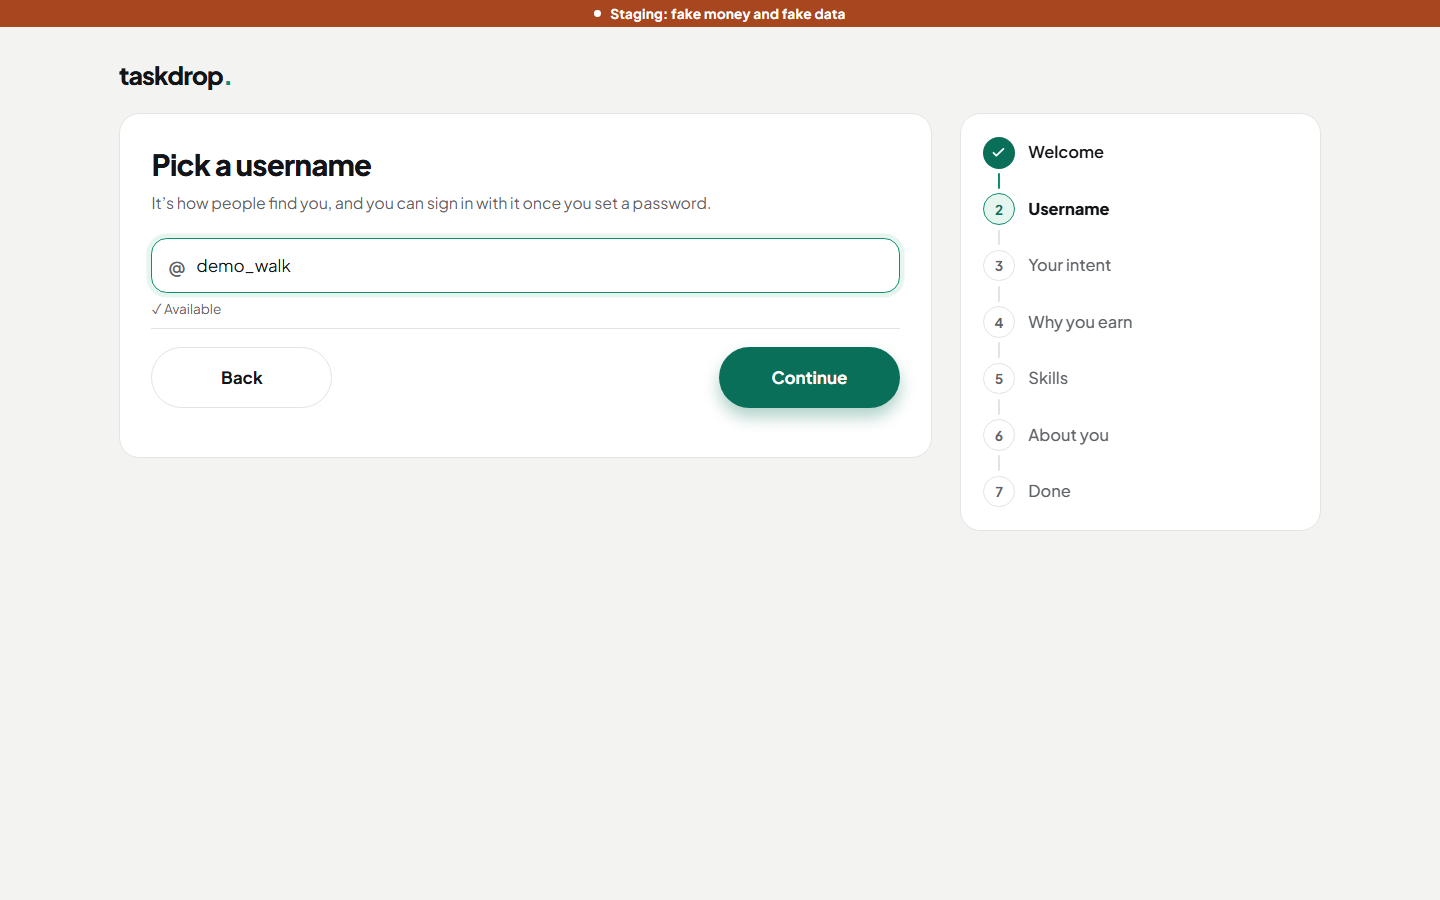 Staging: fake money and fake data
taskdrop.
Pick a username
It's how people find you, and you can sign in with it once you set a password.
@ demo_walk
✓ Available
Back
Continue
Welcome
2 Username
3 Your intent
4 Why you earn
5 Skills
6 About you
7 Done